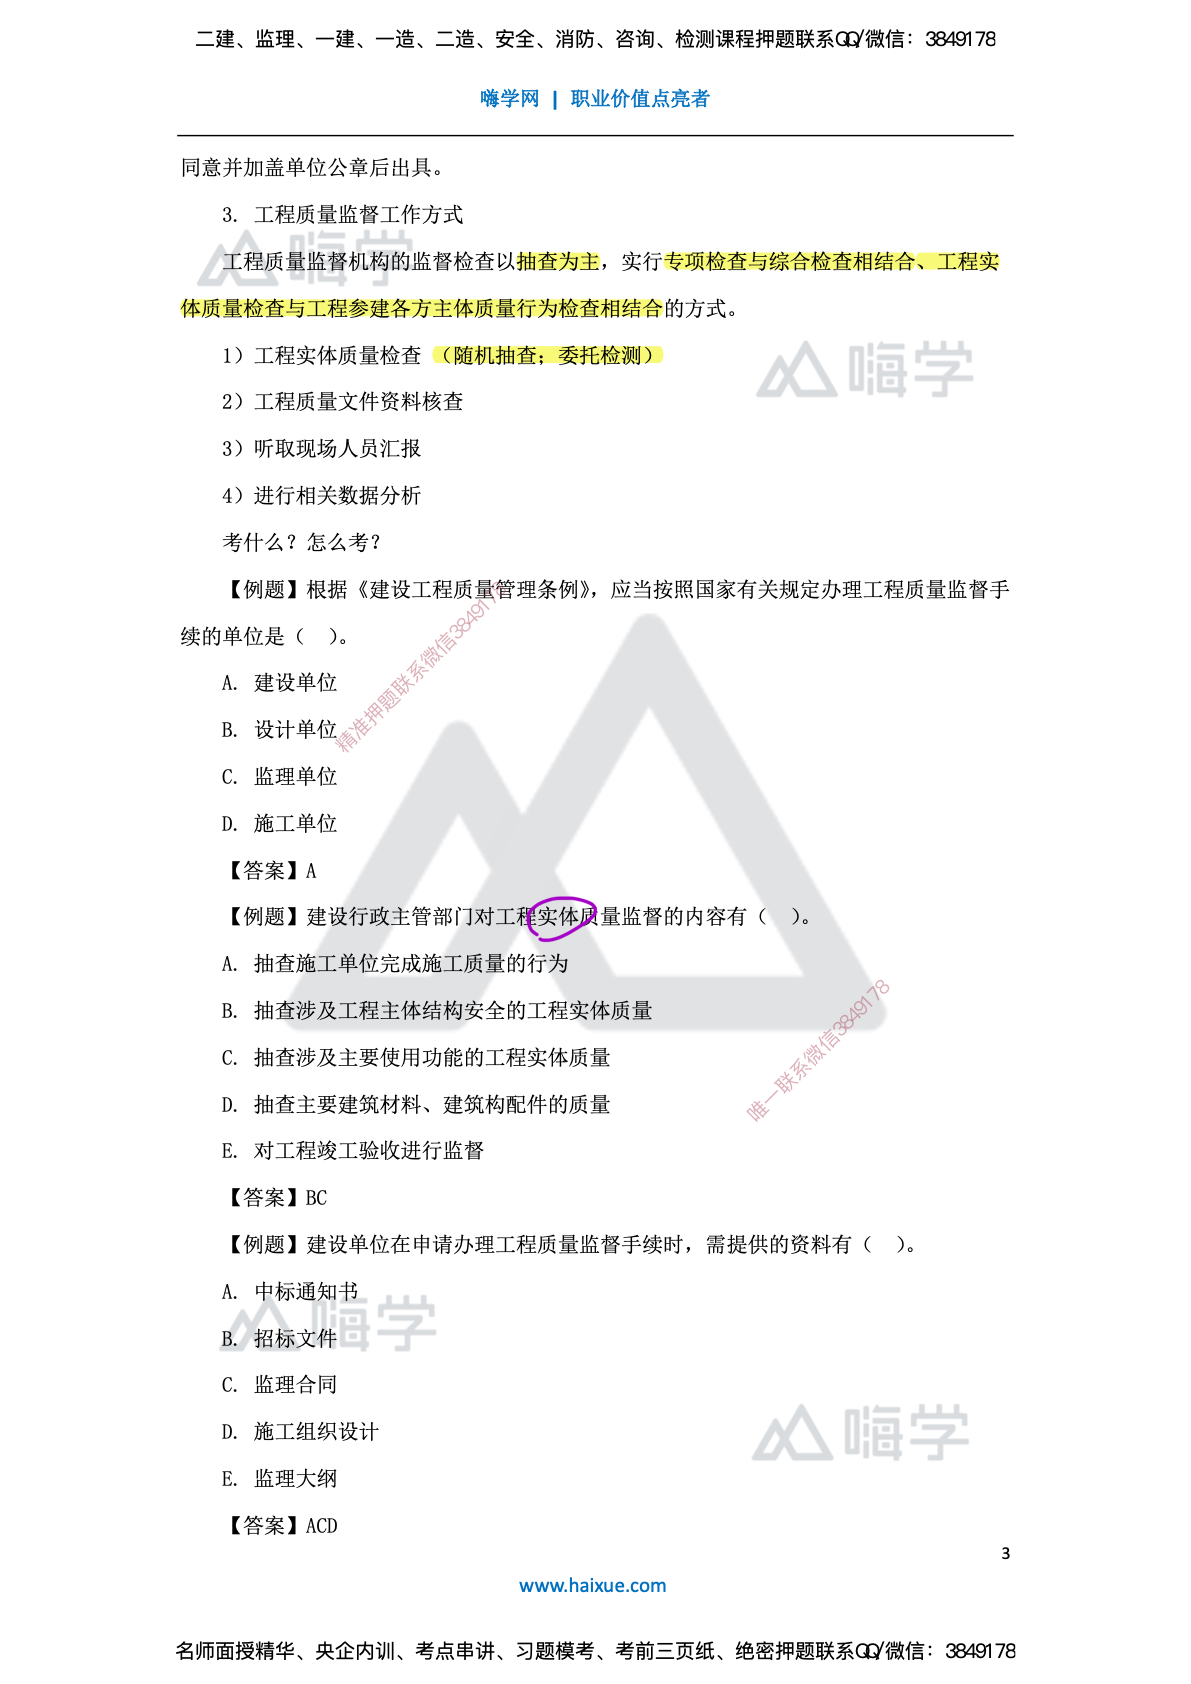 二建、监理、一建、一造、二造、安全、消防、咨询、检测课程押题联系QQ/微信：3849178
嗨学网 | 职业价值点亮者
同意并加盖单位公章后出具。
3. 工程质量监督工作方式
嗨学
工程质量监督机构的监督检查以抽查为主，实行专项检查与综合检查相结合、工程实
体质量检查与工程参建各方主体质量行为检查相结合的方式。
1）工程实体质量检查 （随机抽查；委托检测）
嗨学
2）工程质量文件资料核查
3）听取现场人员汇报
4）进行相关数据分析
考什么？怎么考？
【例题】根据《建设工程质量管理条例》，应当按照国家有关规定办理工程质量监督手
续的单位是（ ）。
精准押题联系微信3849178
A. 建设单位
B. 设计单位
C. 监理单位
D. 施工单位
【答案】A
【例题】建设行政主管部门对工程实体质量监督的内容有（ ）。
A. 抽查施工单位完成施工质量的行为
B. 抽查涉及工程主体结构安全的工程实体质量
C. 抽查涉及主要使用功能的工程实体质量
唯一联系微信3849178
D. 抽查主要建筑材料、建筑构配件的质量
E. 对工程竣工验收进行监督
【答案】BC
【例题】建设单位在申请办理工程质量监督手续时，需提供的资料有（ ）。
A. 中标通知书
嗨学
B. 招标文件
C. 监理合同
D. 施工组织设计
嗨学
E. 监理大纲
【答案】ACD
3
www.haixue.com
名师面授精华、央企内训、考点串讲、习题模考、考前三页纸、绝密押题联系QQ/微信：3849178